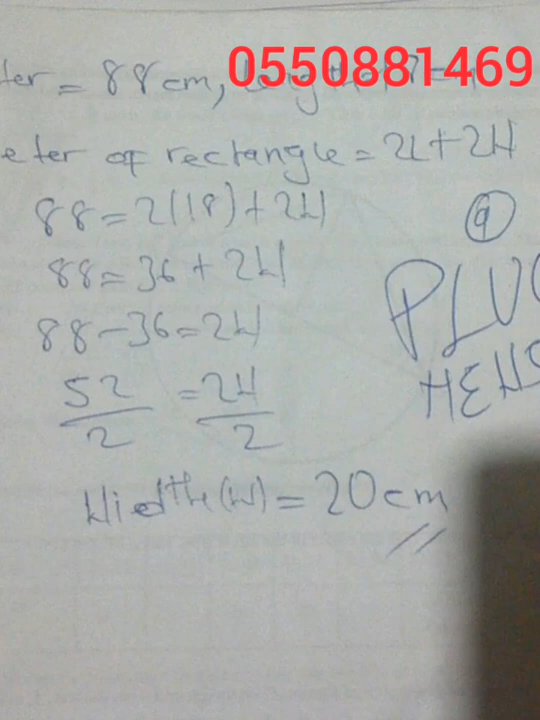 0550881469
ter = 88cm,
eter of rectangle = 2L + 2W
88 = 2(18) + 2W
88 = 36 + 2W
88 - 36 = 2W
52 = 2W
2 2
Width (W) = 20cm
9
PLU
HEN